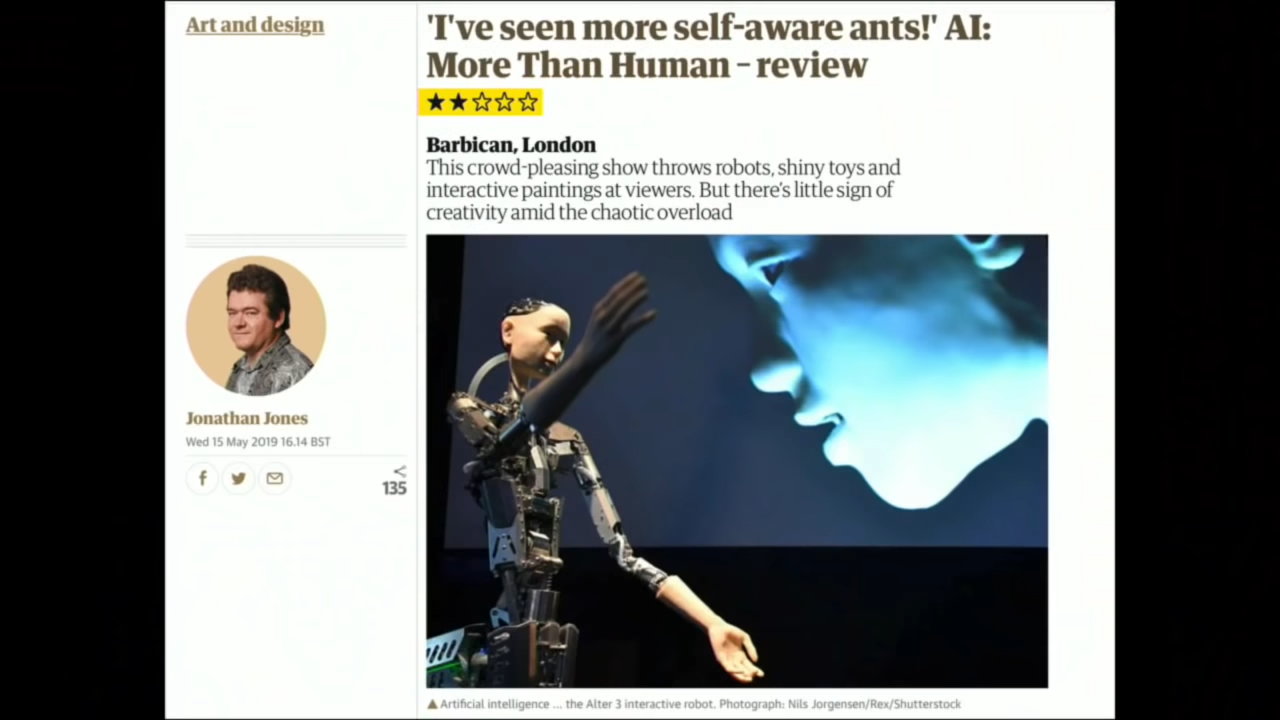 Art and design
'I've seen more self-aware ants!' AI:
More Than Human – review
★★☆☆☆
Barbican, London
This crowd-pleasing show throws robots, shiny toys and
interactive paintings at viewers. But there's little sign of
creativity amid the chaotic overload
Jonathan Jones
Wed 15 May 2019 16.14 BST
135
Artificial intelligence ... the Alter 3 interactive robot. Photograph: Nils Jorgensen/Rex/Shutterstock